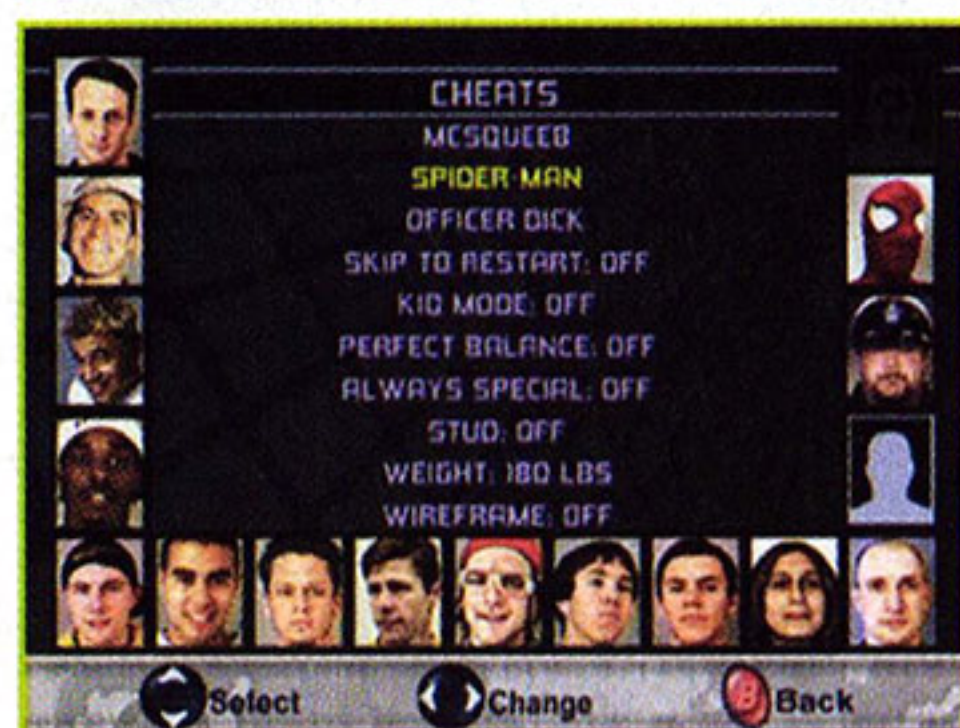 CHEATS
MCSQUEEB
SPIDER-MAN
OFFICER DICK
SKIP TO RESTART: OFF
KID MODE: OFF
PERFECT BALANCE: OFF
ALWAYS SPECIAL: OFF
STUD: OFF
WEIGHT: 180 LBS
WIREFRAME: OFF
Select Change B Back